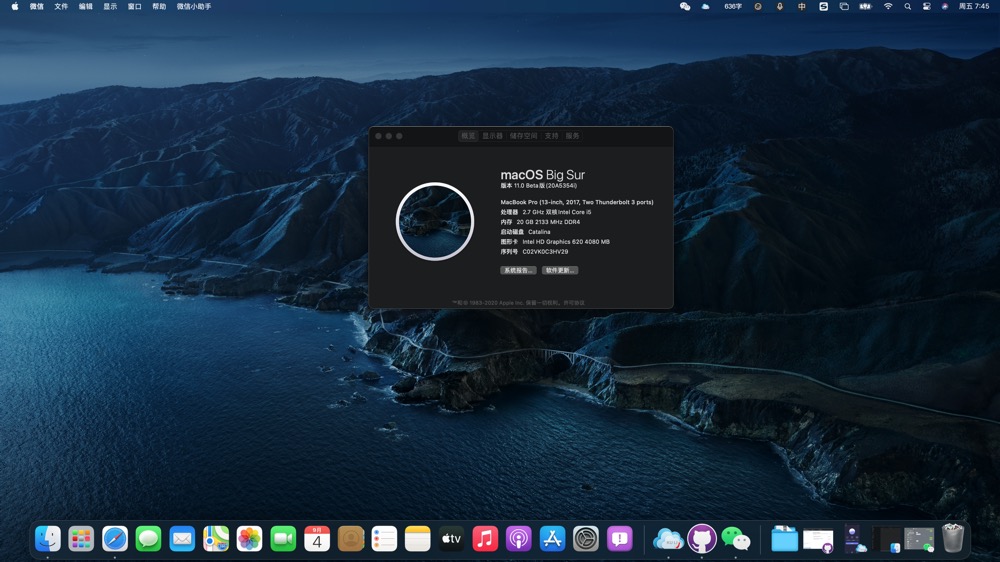 微信 文件 编辑 显示 窗口 帮助 微信小助手 636字 中 S 周五 7:45
概览 显示器 储存空间 支持 服务
macOS Big Sur
版本 11.0 Beta版 (20A5354i)
MacBook Pro (13-inch, 2017, Two Thunderbolt 3 ports)
处理器 2.7 GHz 双核Intel Core i5
内存 20 GB 2133 MHz DDR4
启动磁盘 Catalina
图形卡 Intel HD Graphics 620 4080 MB
序列号 C02VK0C3HV29
系统报告... 软件更新...
™和© 1983-2020 Apple Inc. 保留一切权利。许可协议
9月
4
tv